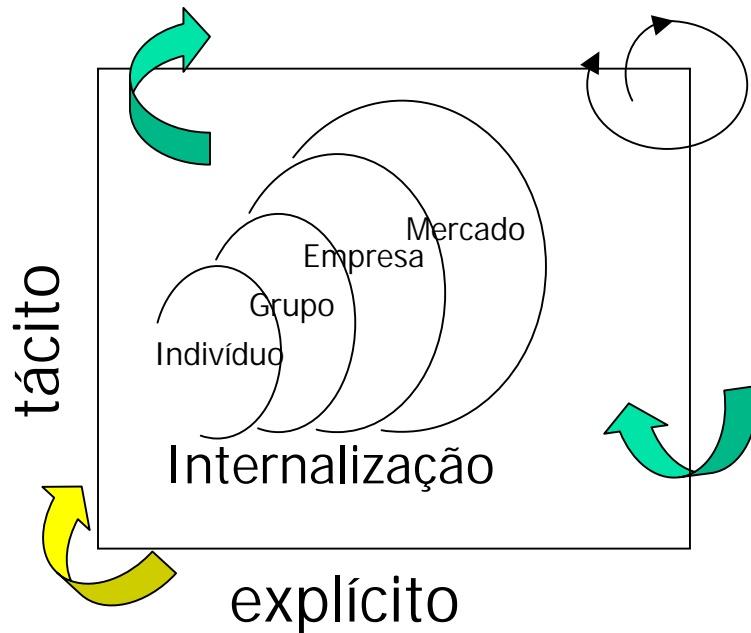 Mercado
Empresa
Grupo
Indivíduo
tácito
Internalização
explícito